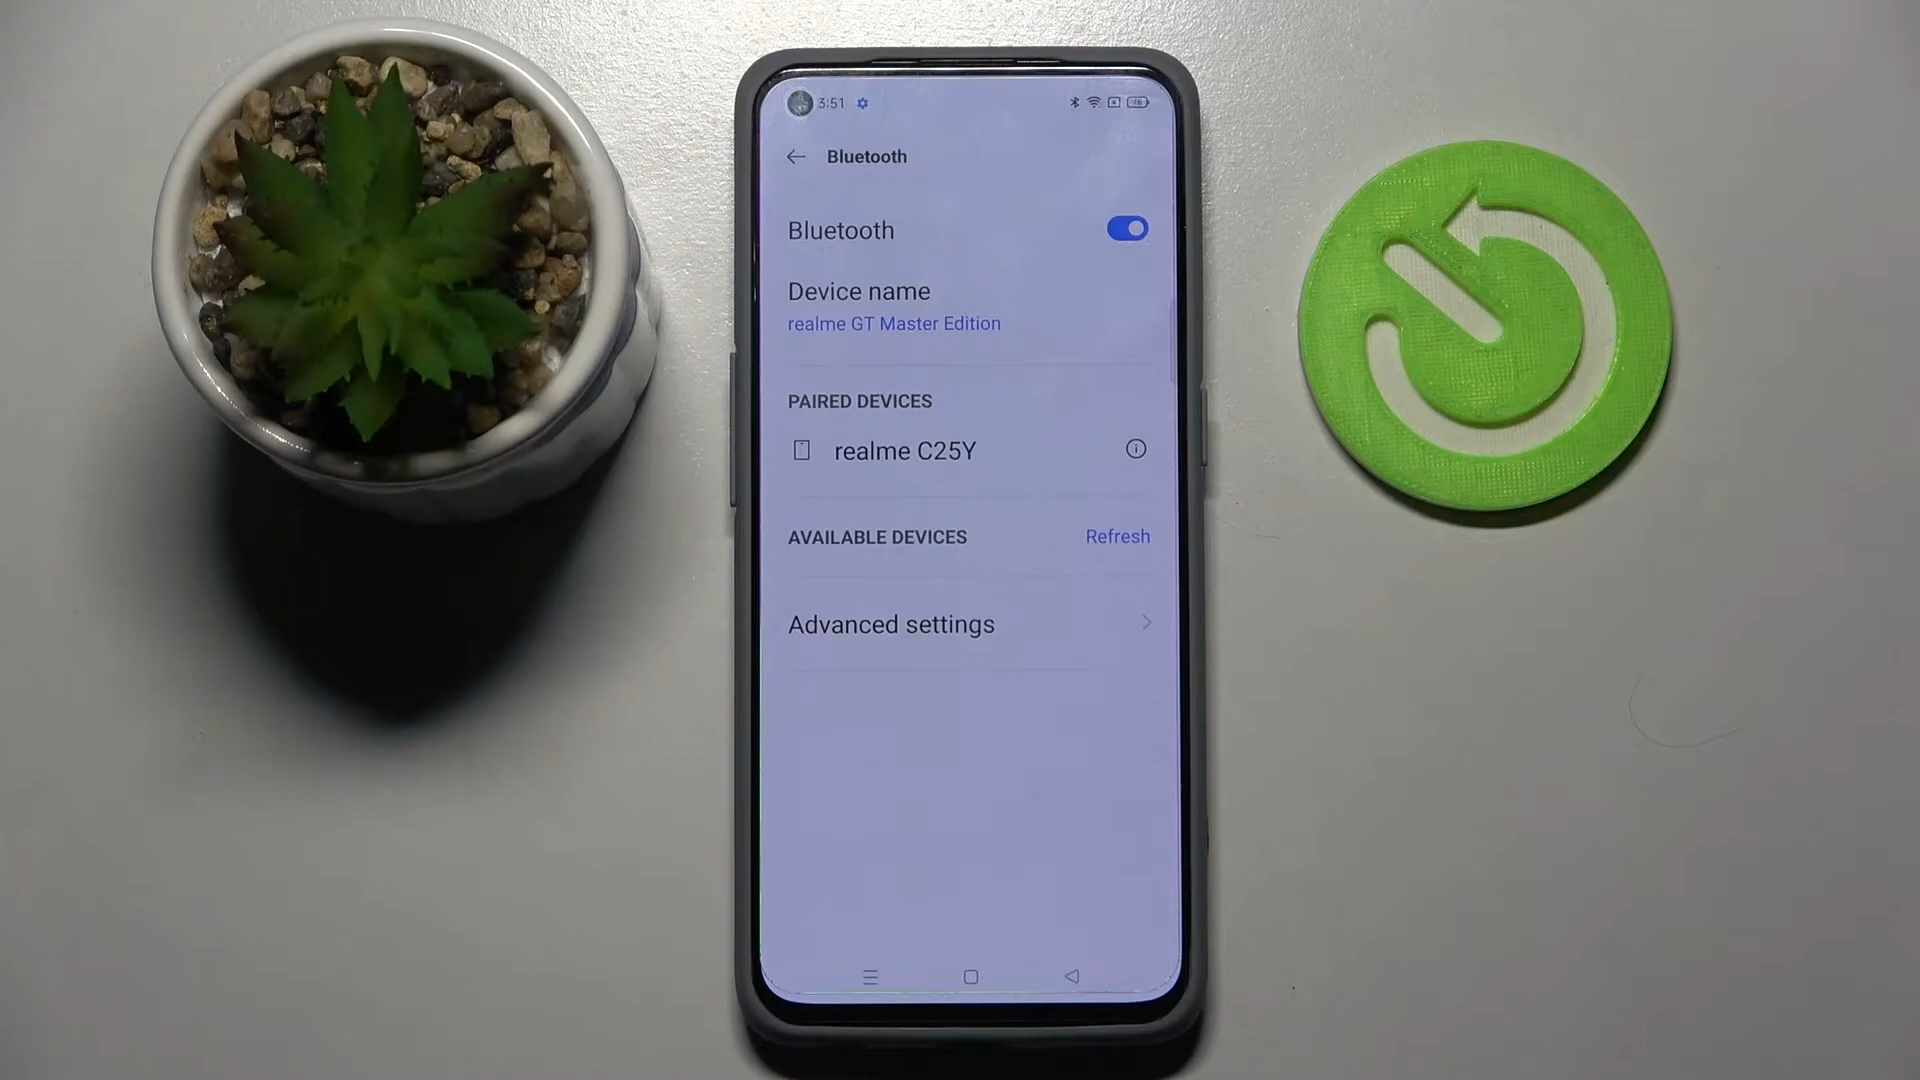 3:51
76
Bluetooth
Bluetooth
Device name
realme GT Master Edition
PAIRED DEVICES
realme C25Y
AVAILABLE DEVICES Refresh
Advanced settings